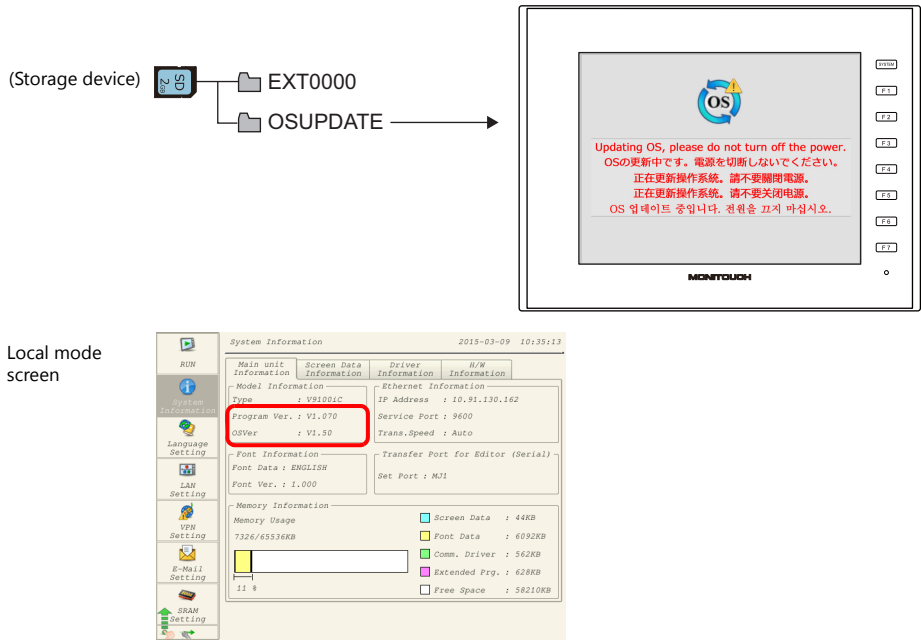 (Storage device)
SD
2GB
EXT0000
OSUPDATE
OS
Updating OS, please do not turn off the power.
OSの更新中です。電源を切断しないでください。
正在更新操作系統。請不要關閉電源。
正在更新操作系统。请不要关闭电源。
OS 업데이트 중입니다. 전원을 끄지 마십시오.
SYSTEM
F1
F2
F3
F4
F5
F6
F7
MONITOUCH
Local mode
screen
RUN
System
Information
Language
Setting
LAN
Setting
VPN
Setting
E-Mail
Setting
SRAM
Setting
System Information 2015-03-09 10:35:13
Main unit
Information
Screen Data
Information
Driver
Information
H/W
Information
Model Information
Type : V9100iC
Program Ver. : V1.070
OSVer : V1.50
Ethernet Information
IP Address : 10.91.130.162
Service Port : 9600
Trans.Speed : Auto
Font Information
Font Data : ENGLISH
Font Ver. : 1.000
Transfer Port for Editor (Serial)
Set Port : MJ1
Memory Information
Memory Usage
7326/65536KB
11 %
Screen Data : 44KB
Font Data : 6092KB
Comm. Driver : 562KB
Extended Prg. : 628KB
Free Space : 58210KB